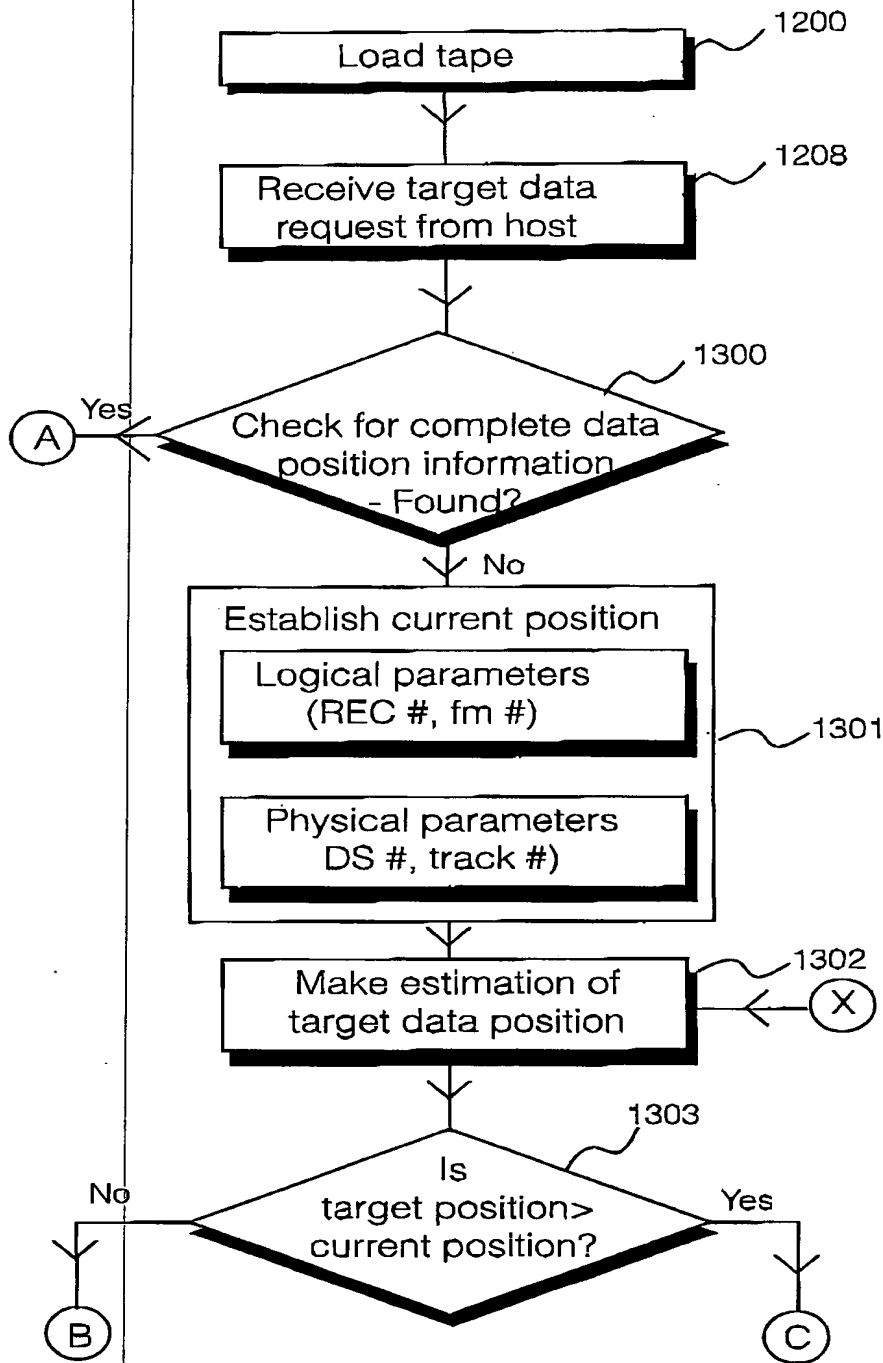 1200
Load tape
1208
Receive target data
request from host
1300
Yes
A
Check for complete data
position information
- Found?
No
Establish current position
Logical parameters
(REC #, fm #)
1301
Physical parameters
DS #, track #)
1302
Make estimation of
target data position
X
1303
Is
No
Yes
target position>
current position?
B
C